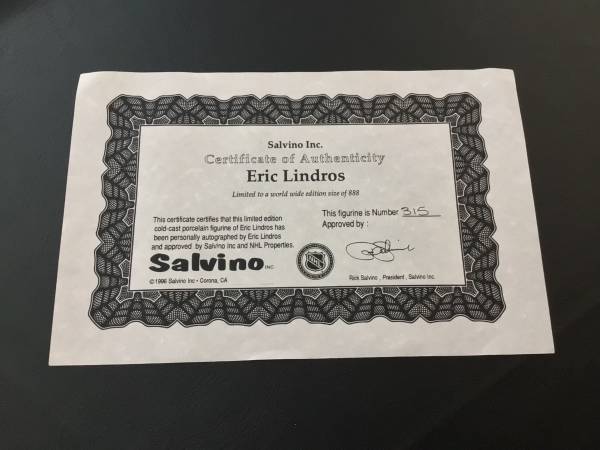 Salvino Inc.
Certificate of Authenticity
Eric Lindros
Limited to a world wide edition size of 888
This certificate certifies that this limited edition
cold-cast porcelain figurine of Eric Lindros has
been personally autographed by Eric Lindros
and approved by Salvino Inc and NHL Properties.
Salvino INC
© 1996 Salvino Inc - Corona, CA
NHL
This figurine is Number 315
Approved by :
Rick Salvino , President , Salvino Inc.